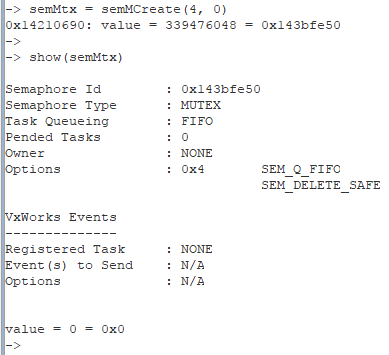 -> semMtx = semMCreate(4, 0)
0x14210690: value = 339476048 = 0x143bfe50
->
-> show(semMtx)
Semaphore Id : 0x143bfe50
Semaphore Type : MUTEX
Task Queueing : FIFO
Pended Tasks : 0
Owner : NONE
Options : 0x4 SEM_Q_FIFO
SEM_DELETE_SAFE
VxWorks Events
--------------
Registered Task : NONE
Event(s) to Send : N/A
Options : N/A
value = 0 = 0x0
->